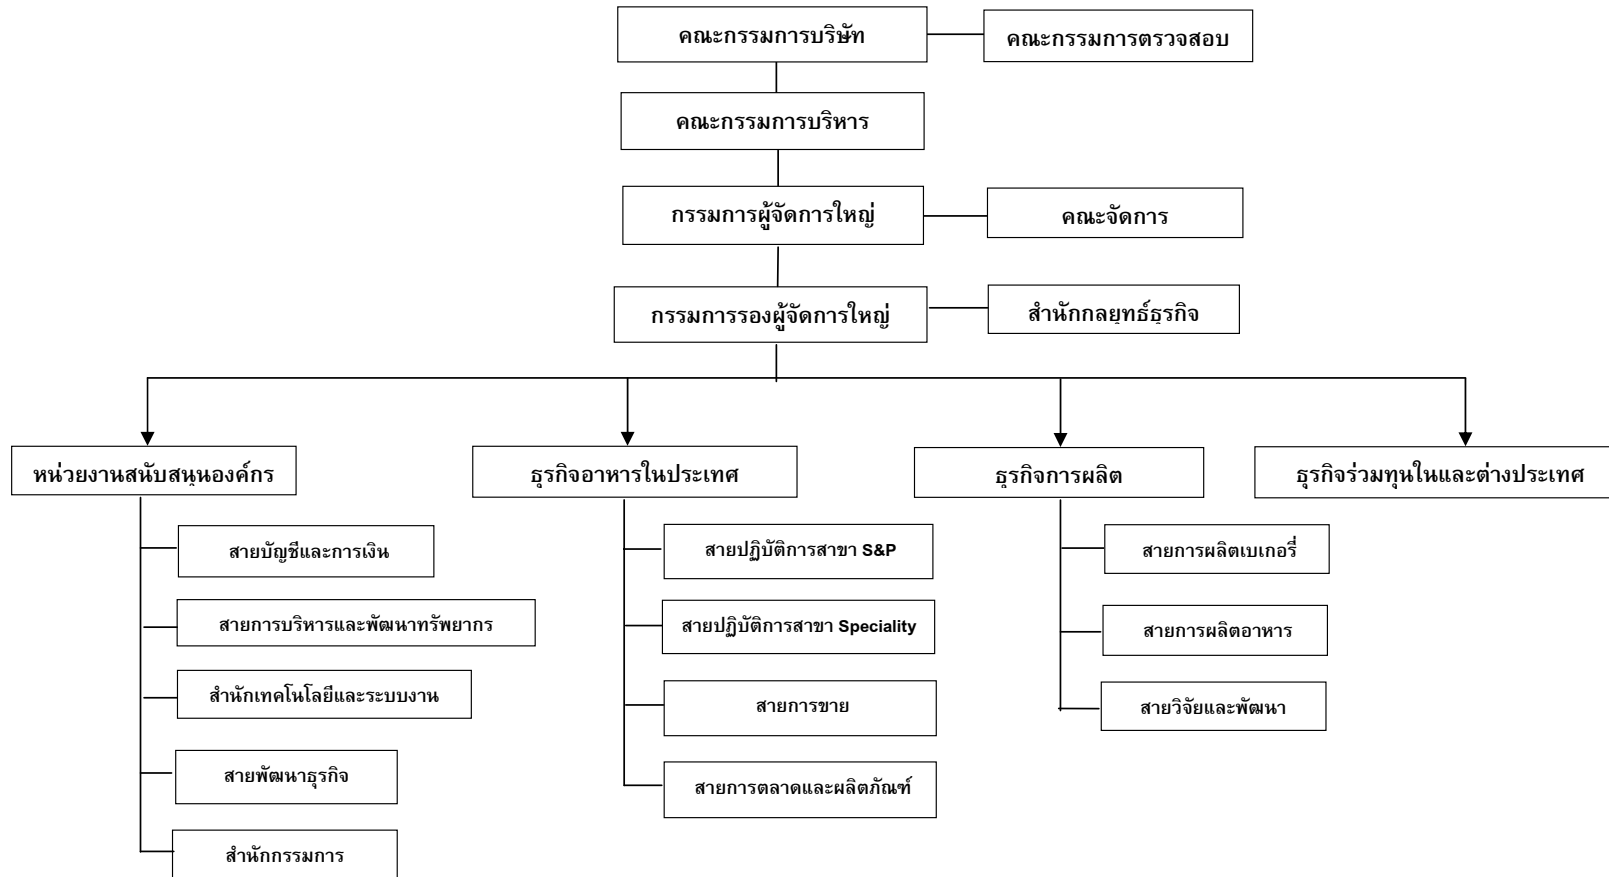 คณะกรรมการบริษัท
คณะกรรมการตรวจสอบ
คณะกรรมการบริหาร
กรรมการผู้จัดการใหญ่
คณะจัดการ
กรรมการรองผู้จัดการใหญ่
สำนักกลยุทธ์ธุรกิจ
หน่วยงานสนับสนุนองค์กร
ธุรกิจอาหารในประเทศ
ธุรกิจการผลิต
ธุรกิจร่วมทุนในและต่างประเทศ
สายบัญชีและการเงิน
สายการบริหารและพัฒนาทรัพยากร
สำนักเทคโนโลยีและระบบงาน
สายพัฒนาธุรกิจ
สำนักกรรมการ
สายปฏิบัติการสาขา S&P
สายปฏิบัติการสาขา Speciality
สายการขาย
สายการตลาดและผลิตภัณฑ์
สายการผลิตเบเกอรี่
สายการผลิตอาหาร
สายวิจัยและพัฒนา